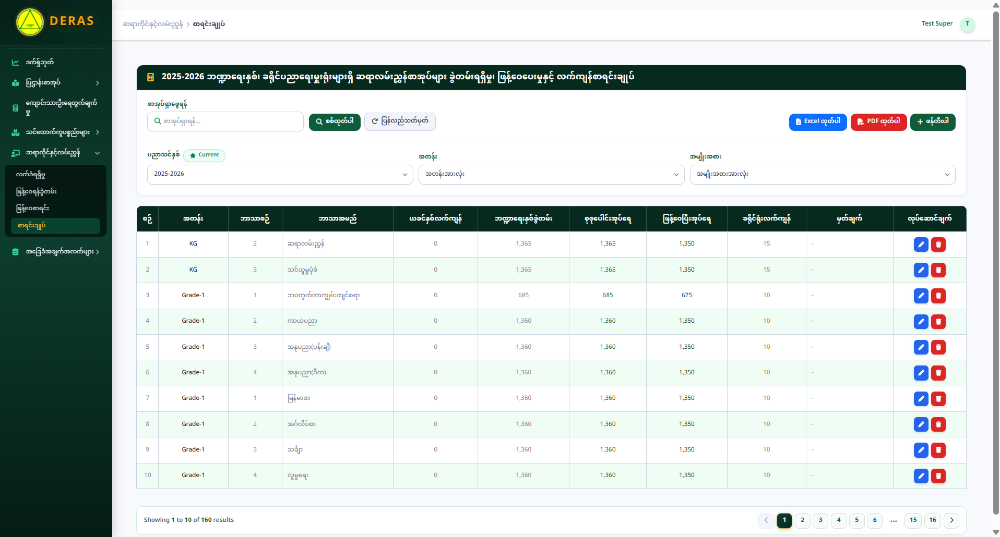 ပညာ
DERAS
ဒက်ရှ်ဘုတ်
ပြဋ္ဌာန်းစာအုပ်
ကျောင်းသားဦးရေတွက်ချက်
မှု
သင်ထောက်ကူပစ္စည်းများ
ဆရာကိုင်နှင့်လမ်းညွှန်
လက်ခံရရှိမှု
ဖြန့်ဝေရန်ခွဲတမ်း
ဖြန့်ဝေစာရင်း
စာရင်းချုပ်
အခြေခံအချက်အလက်များ
ဆရာကိုင်နှင့်လမ်းညွှန် > စာရင်းချုပ်
Test Super T
2025-2026 ဘဏ္ဍာရေးနှစ်၊ ခရိုင်ပညာရေးမှူးရုံးများရှိ ဆရာလမ်းညွှန်စာအုပ်များ ခွဲတမ်းရရှိမှု၊ ဖြန့်ဝေပေးမှုနှင့် လက်ကျန်စာရင်းချုပ်
စာအုပ်ရှာဖွေရန်
စာအုပ်ရှာရန်... စစ်ထုတ်ပါ ပြန်လည်သတ်မှတ် Excel ထုတ်ပါ PDF ထုတ်ပါ + ဖန်တီးပါ
ပညာသင်နှစ် Current အတန်း အမျိုးအစား
2025-2026 အတန်းအားလုံး အမျိုးအစားအားလုံး
စဉ် အတန်း ဘာသာစဉ် ဘာသာအမည် ယခင်နှစ်လက်ကျန် ဘဏ္ဍာရေးနှစ်ခွဲတမ်း စုစုပေါင်းအုပ်ရေ ဖြန့်ဝေပြီးအုပ်ရေ ခရိုင်ရုံးလက်ကျန် မှတ်ချက် လုပ်ဆောင်ချက်
1 KG 2 ဆရာလမ်းညွှန် 0 1,365 1,365 1,350 15 -
2 KG 3 သင်ယူမှုပုံစံ 0 1,365 1,365 1,350 15 -
3 Grade-1 1 ဘဝတွက်တာကျွမ်းကျင်စရာ 0 685 685 675 10 -
4 Grade-1 2 ကာယပညာ 0 1,360 1,360 1,350 10 -
5 Grade-1 3 အနုပညာ(ပန်းချီ) 0 1,360 1,360 1,350 10 -
6 Grade-1 4 အနုပညာ(ဂီတ) 0 1,360 1,360 1,350 10 -
7 Grade-1 1 မြန်မာစာ 0 1,360 1,360 1,350 10 -
8 Grade-1 2 အင်္ဂလိပ်စာ 0 1,360 1,360 1,350 10 -
9 Grade-1 3 သင်္ချာ 0 1,360 1,360 1,350 10 -
10 Grade-1 4 လူမှုရေး 0 1,360 1,360 1,350 10 -
Showing 1 to 10 of 160 results
1 2 3 4 5 6 ... 15 16